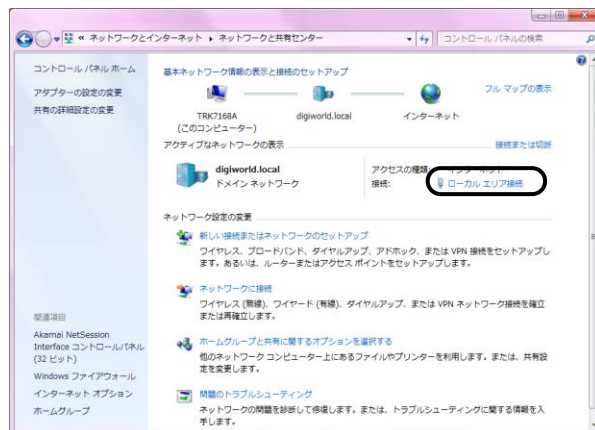 ネットワークとインターネット ▸ ネットワークと共有センター
コントロール パネルの検索
コントロール パネル ホーム
アダプターの設定の変更
共有の詳細設定の変更
基本ネットワーク情報の表示と接続のセットアップ
フル マップの表示
TRK7168A
(このコンピューター)
digiworld.local
インターネット
アクティブなネットワークの表示
接続または切断
digiworld.local
ドメイン ネットワーク
アクセスの種類:
インターネット
接続:
ローカル エリア接続
ネットワーク設定の変更
新しい接続またはネットワークのセットアップ
ワイヤレス、ブロードバンド、ダイヤルアップ、アドホック、または VPN 接続をセットアップし
ます。あるいは、ルーターまたはアクセス ポイントをセットアップします。
ネットワークに接続
ワイヤレス (無線)、ワイヤード (有線)、ダイヤルアップ、または VPN ネットワーク接続を確立
または再確立します。
ホームグループと共有に関するオプションを選択する
他のネットワーク コンピューター上にあるファイルやプリンターを利用します。または、共有設
定を変更します。
問題のトラブルシューティング
ネットワークの問題を診断して修復します。または、トラブルシューティングに関する情報を入
手します。
関連項目
Akamai NetSession
Interface コントロールパネル
(32 ビット)
Windows ファイアウォール
インターネット オプション
ホームグループ